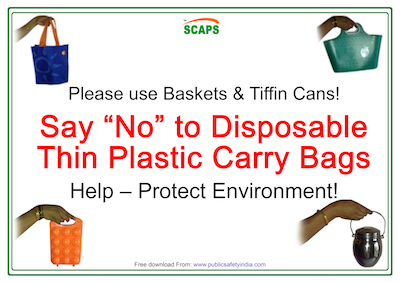 SCAPS
Please use Baskets & Tiffin Cans!
Say “No” to Disposable
Thin Plastic Carry Bags
Help – Protect Environment!
Free download From: www.publicsafetyindia.com